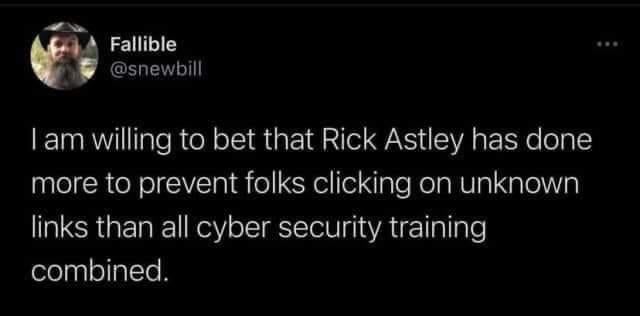 Fallible
@snewbill
I am willing to bet that Rick Astley has done
more to prevent folks clicking on unknown
links than all cyber security training
combined.